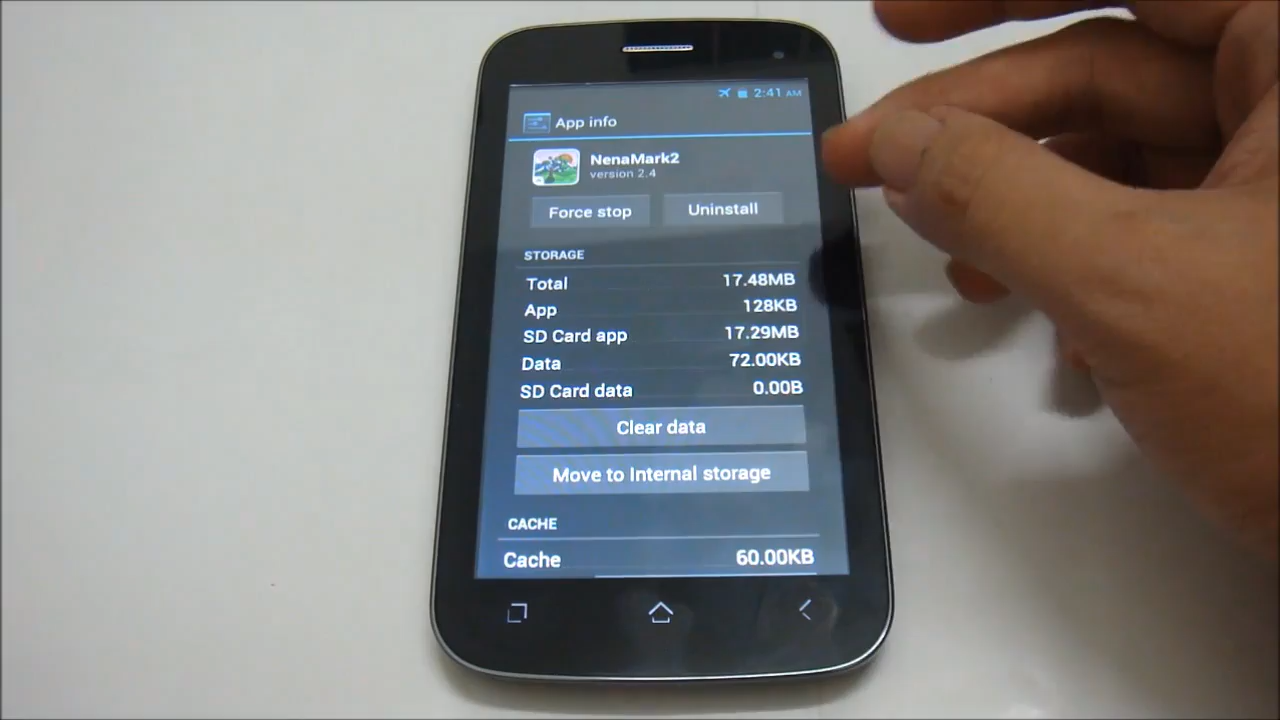 2:41 AM
App info
NenaMark2
version 2.4
Force stop Uninstall
STORAGE
Total 17.48MB
App 128KB
SD Card app 17.29MB
Data 72.00KB
SD Card data 0.00B
Clear data
Move to Internal storage
CACHE
Cache 60.00KB